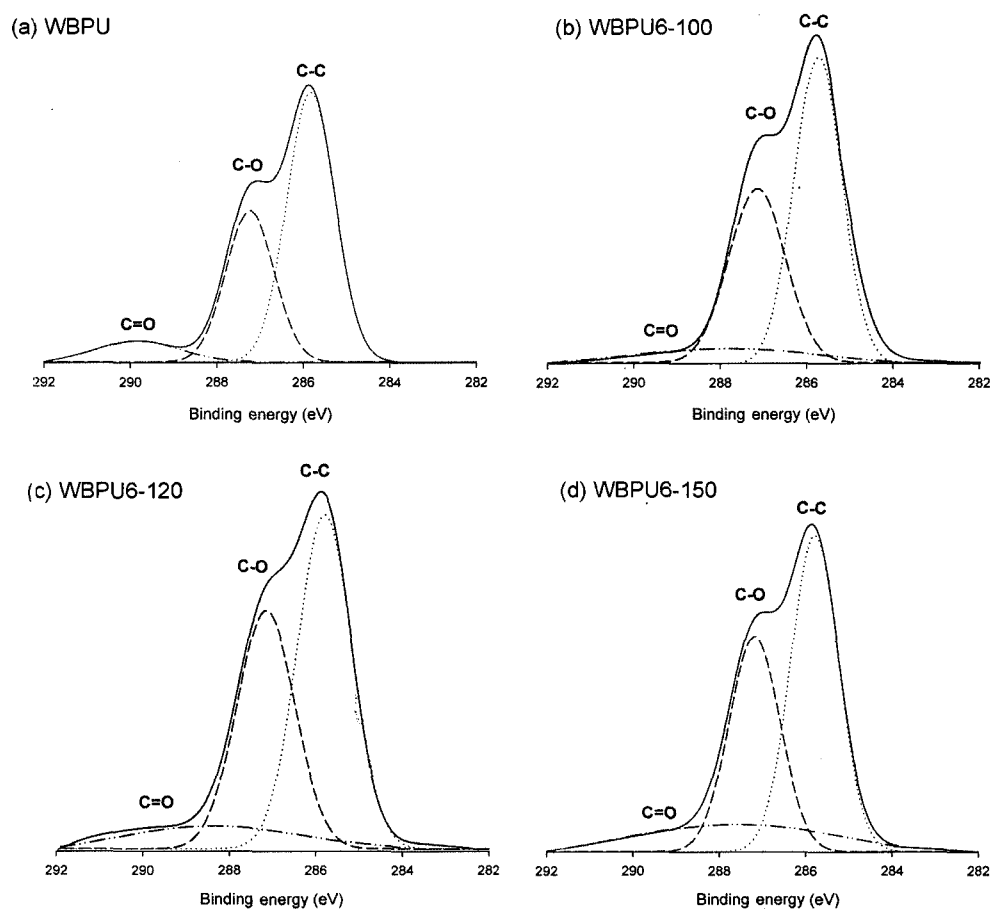 (a) WBPU
C-C
C-O
C=O
292 290 288 286 284 282
Binding energy (eV)
(b) WBPU6-100
C-C
C-O
C=O
292 290 288 286 284 282
Binding energy (eV)
(c) WBPU6-120
C-C
C-O
C=O
292 290 288 286 284 282
Binding energy (eV)
(d) WBPU6-150
C-C
C-O
C=O
292 290 288 286 284 282
Binding energy (eV)